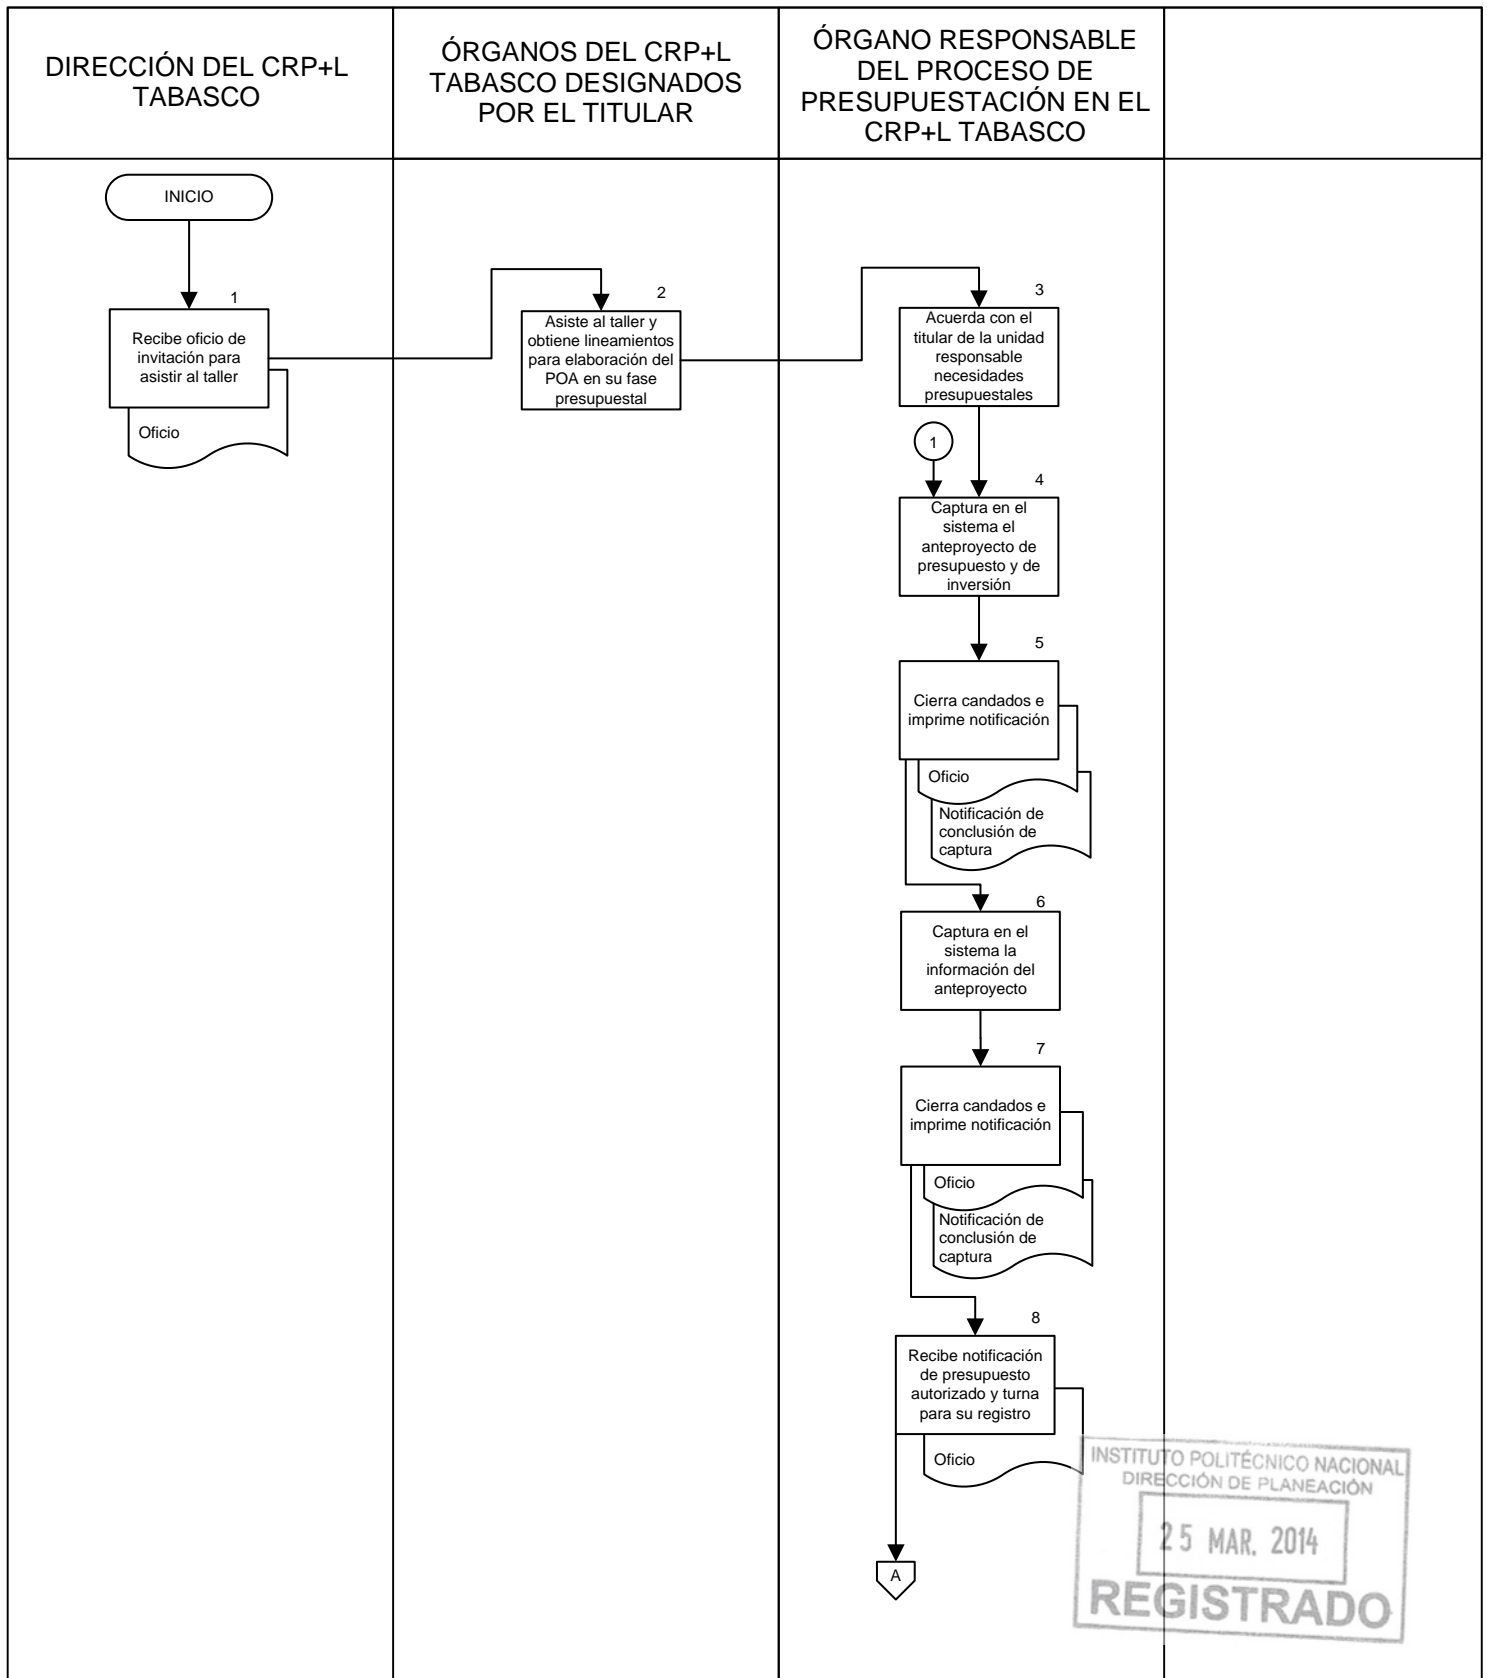 DIRECCIÓN DEL CRP+L
TABASCO
ÓRGANOS DEL CRP+L
TABASCO DESIGNADOS
POR EL TITULAR
ÓRGANO RESPONSABLE
DEL PROCESO DE
PRESUPUESTACIÓN EN EL
CRP+L TABASCO
INICIO
1
Recibe oficio de
invitación para
asistir al taller
Oficio
2
Asiste al taller y
obtiene lineamientos
para elaboración del
POA en su fase
presupuestal
3
Acuerda con el
titular de la unidad
responsable
necesidades
presupuestales
1
4
Captura en el
sistema el
anteproyecto de
presupuesto y de
inversión
5
Cierra candados e
imprime notificación
Oficio
Notificación de
conclusión de
captura
6
Captura en el
sistema la
información del
anteproyecto
7
Cierra candados e
imprime notificación
Oficio
Notificación de
conclusión de
captura
8
Recibe notificación
de presupuesto
autorizado y turna
para su registro
Oficio
A
INSTITUTO POLITÉCNICO NACIONAL
DIRECCIÓN DE PLANEACIÓN
25 MAR. 2014
REGISTRADO